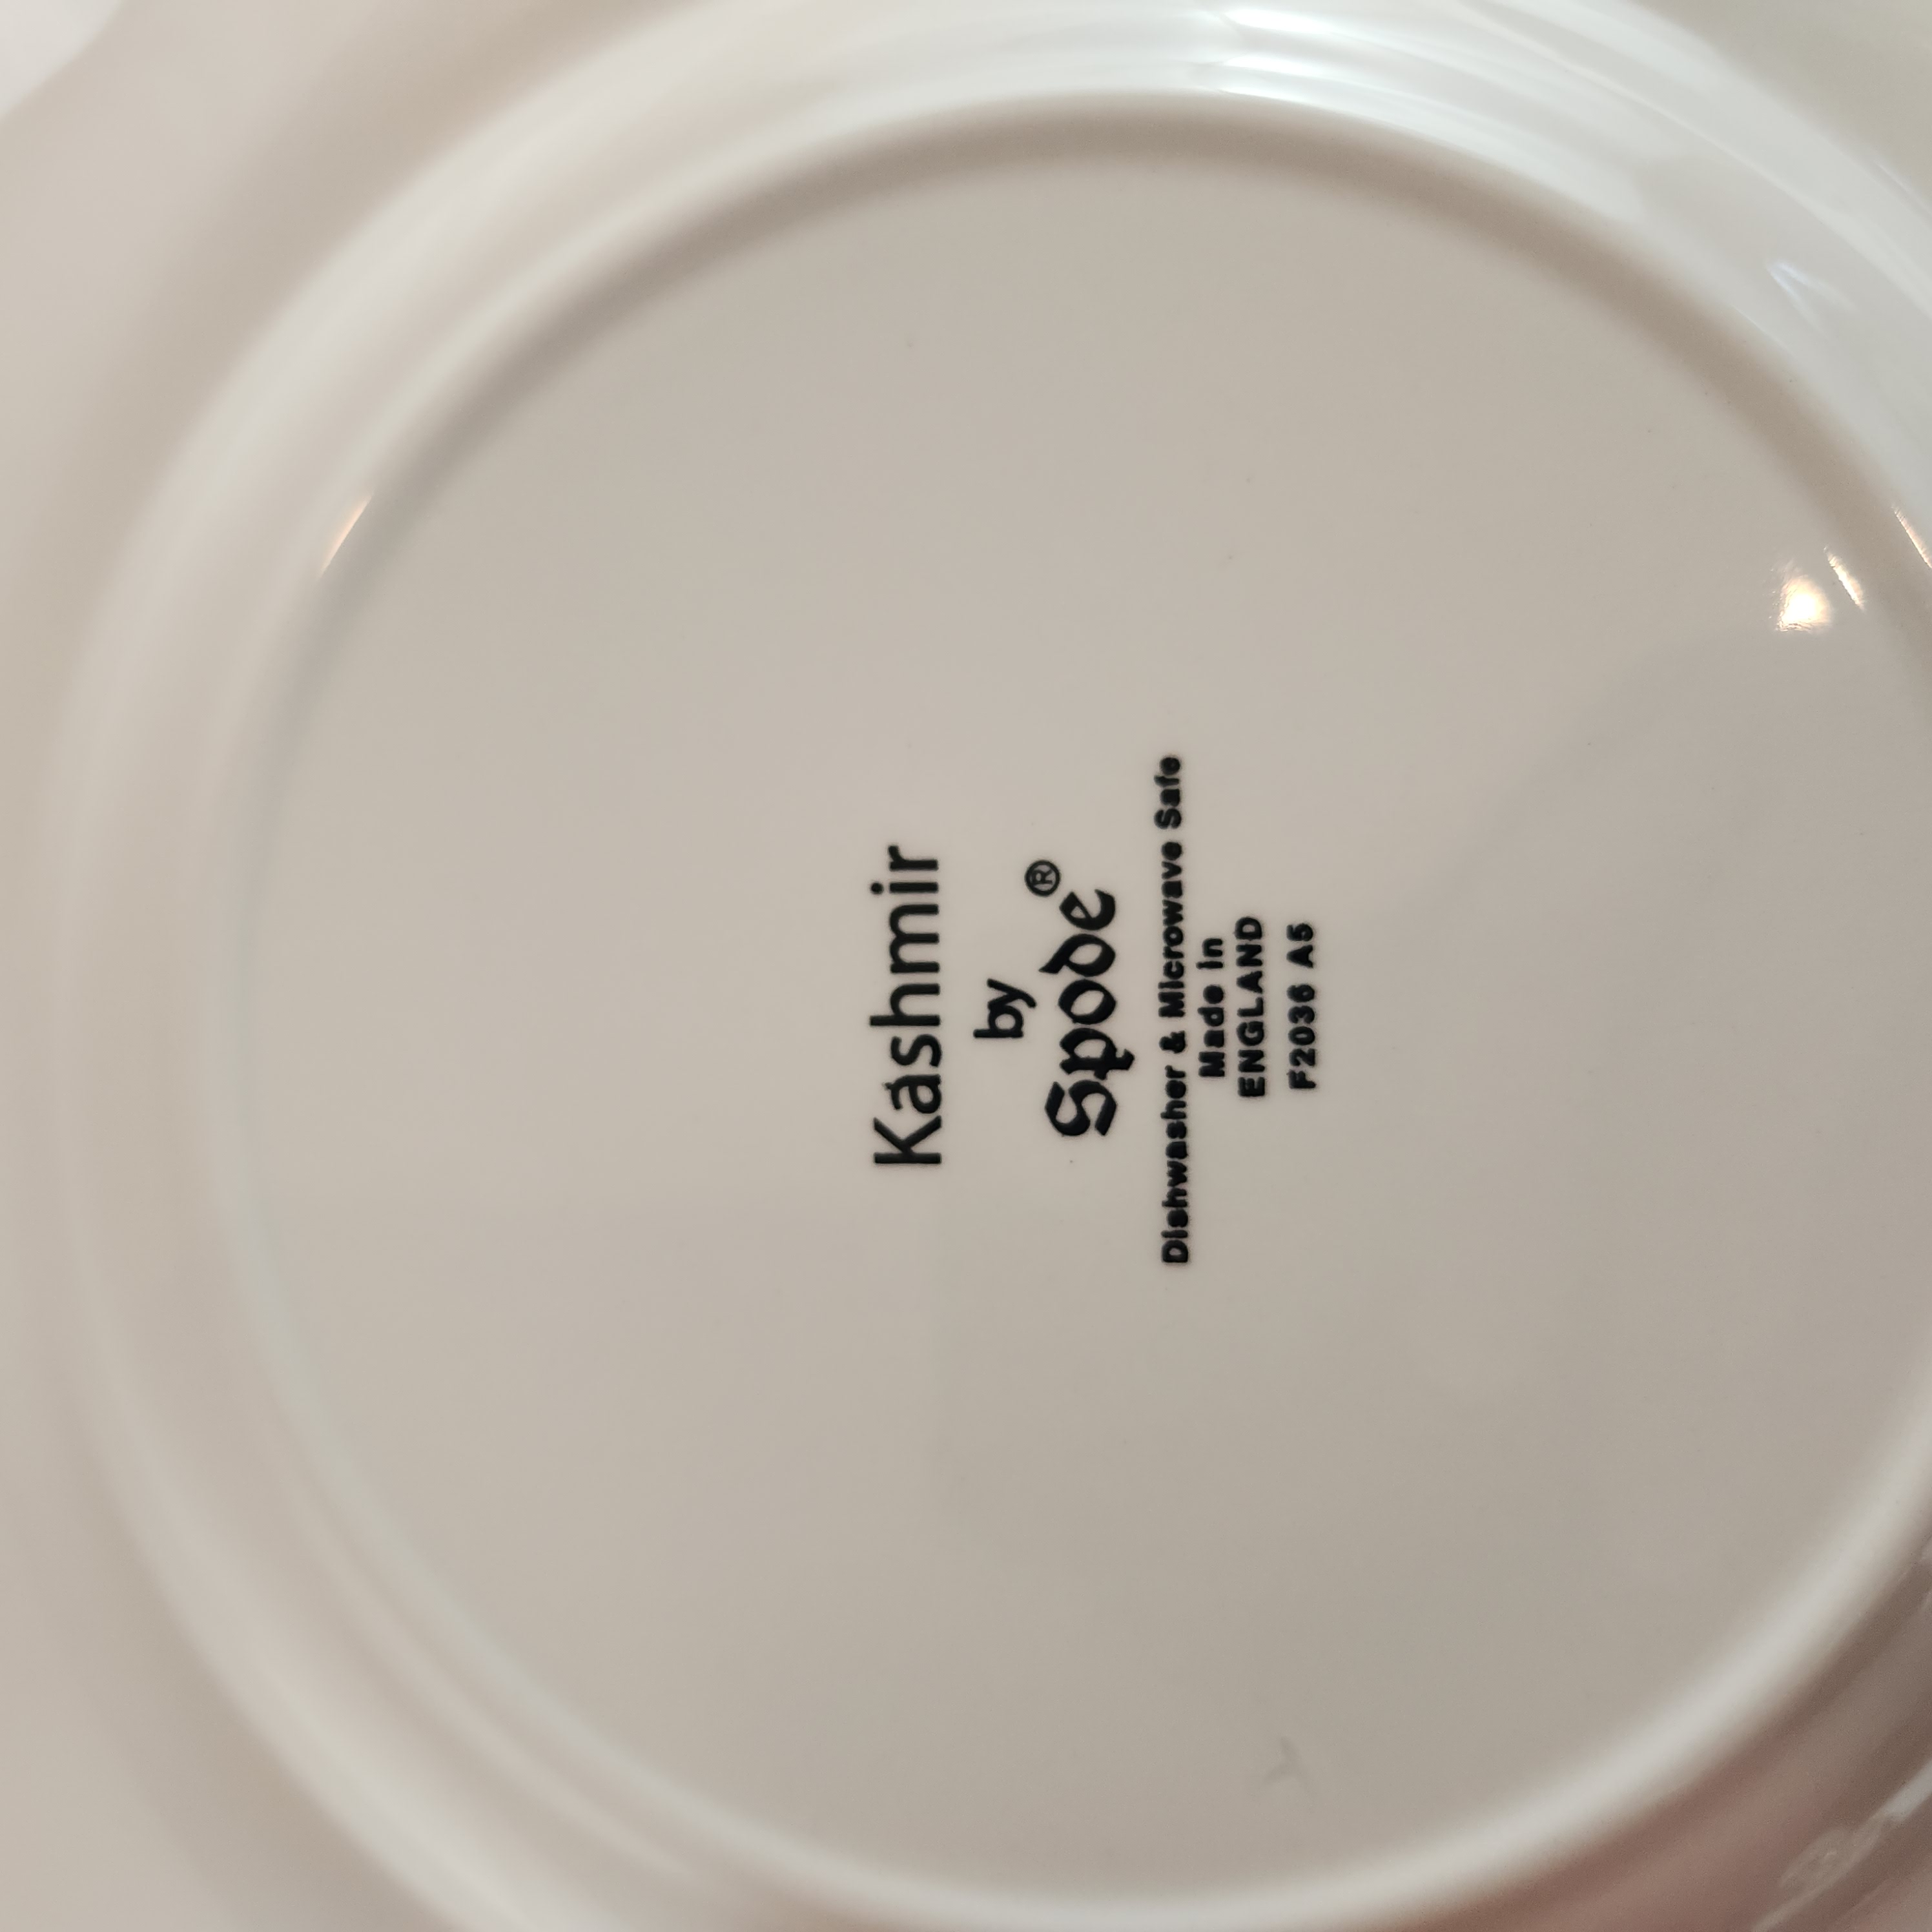 Kashmir
by
Spode®
Dishwasher & Microwave Safe
Made in
ENGLAND
F2036 A5